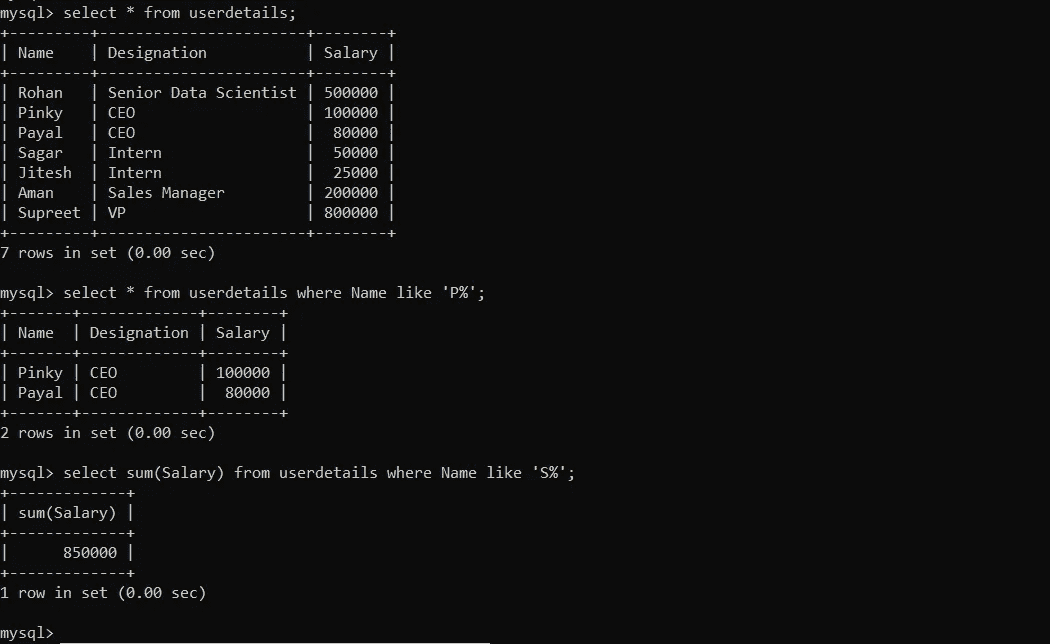 mysql> select * from userdetails;
+---------+-----------------------+--------+
| Name    | Designation           | Salary |
+---------+-----------------------+--------+
| Rohan   | Senior Data Scientist | 500000 |
| Pinky   | CEO                   | 100000 |
| Payal   | CEO                   |  80000 |
| Sagar   | Intern                |  50000 |
| Jitesh  | Intern                |  25000 |
| Aman    | Sales Manager         | 200000 |
| Supreet | VP                    | 800000 |
+---------+-----------------------+--------+
7 rows in set (0.00 sec)

mysql> select * from userdetails where Name like 'P%';
+-------+-------------+--------+
| Name  | Designation | Salary |
+-------+-------------+--------+
| Pinky | CEO         | 100000 |
| Payal | CEO         |  80000 |
+-------+-------------+--------+
2 rows in set (0.00 sec)

mysql> select sum(Salary) from userdetails where Name like 'S%';
+-------------+
| sum(Salary) |
+-------------+
|      850000 |
+-------------+
1 row in set (0.00 sec)

mysql>